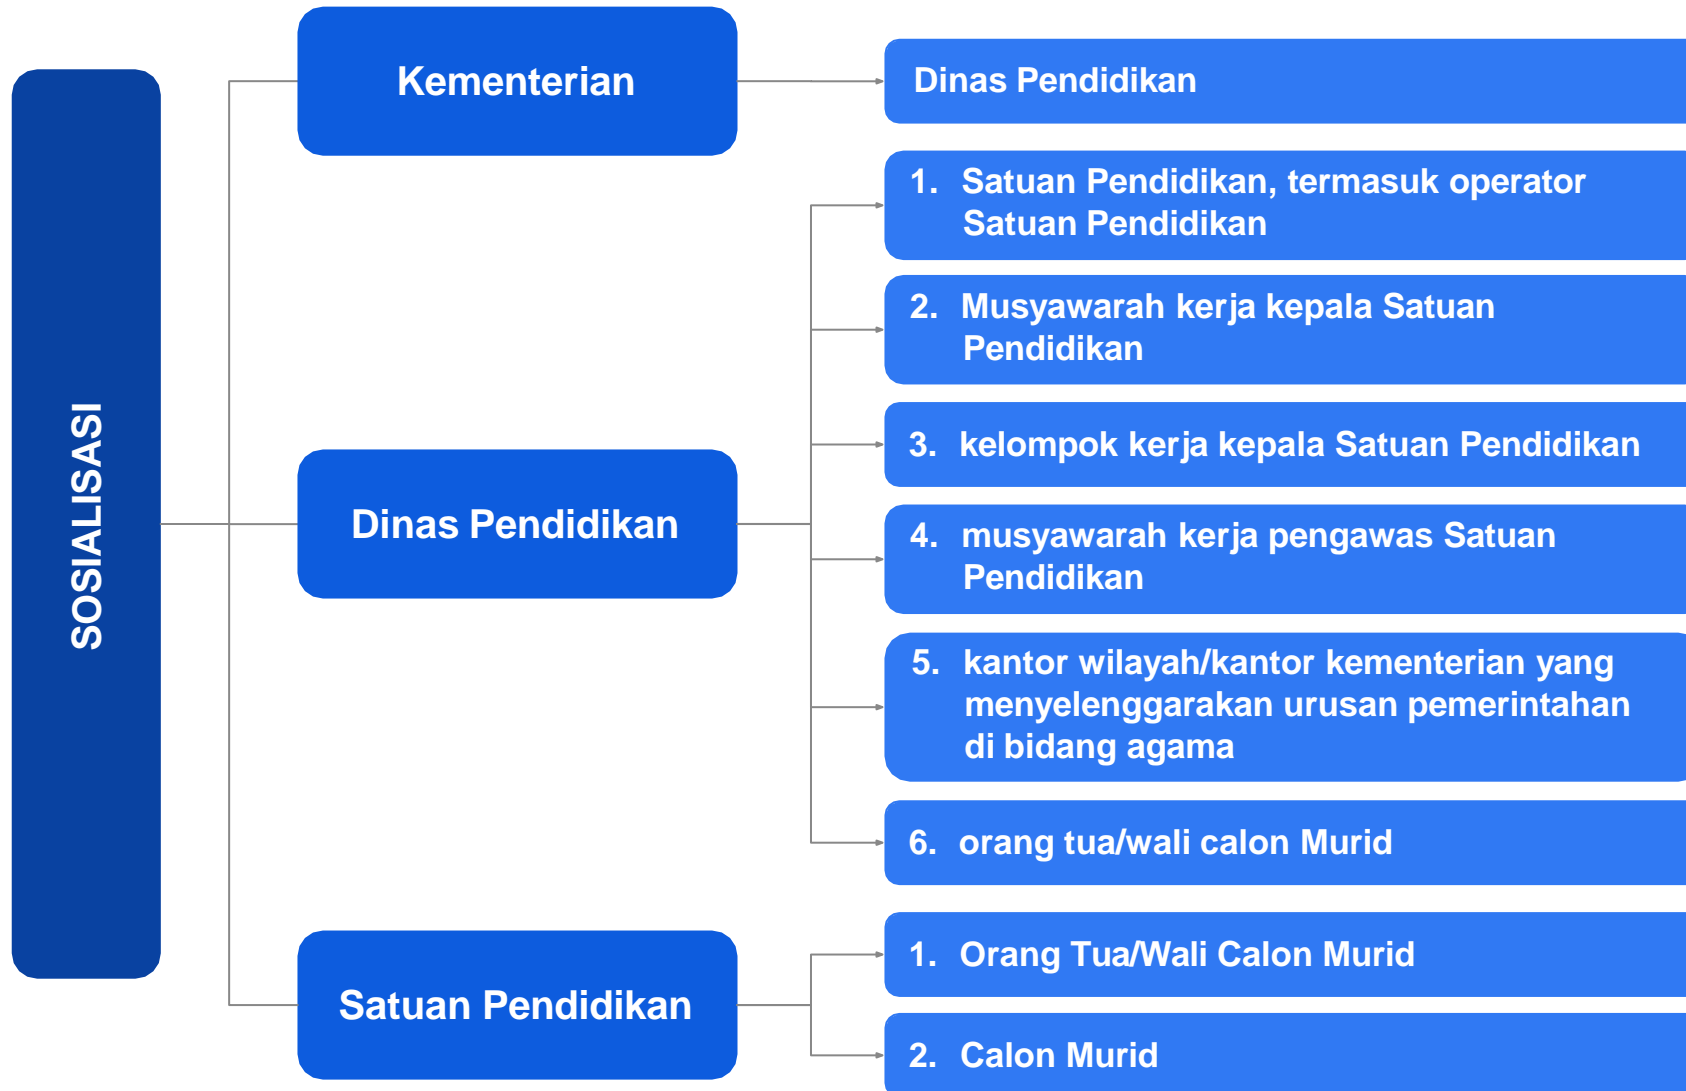 SOSIALISASI
Kementerian
Dinas Pendidikan
Dinas Pendidikan
1. Satuan Pendidikan, termasuk operator
Satuan Pendidikan
2. Musyawarah kerja kepala Satuan
Pendidikan
3. kelompok kerja kepala Satuan Pendidikan
4. musyawarah kerja pengawas Satuan
Pendidikan
5. kantor wilayah/kantor kementerian yang
menyelenggarakan urusan pemerintahan
di bidang agama
6. orang tua/wali calon Murid
Satuan Pendidikan
1. Orang Tua/Wali Calon Murid
2. Calon Murid